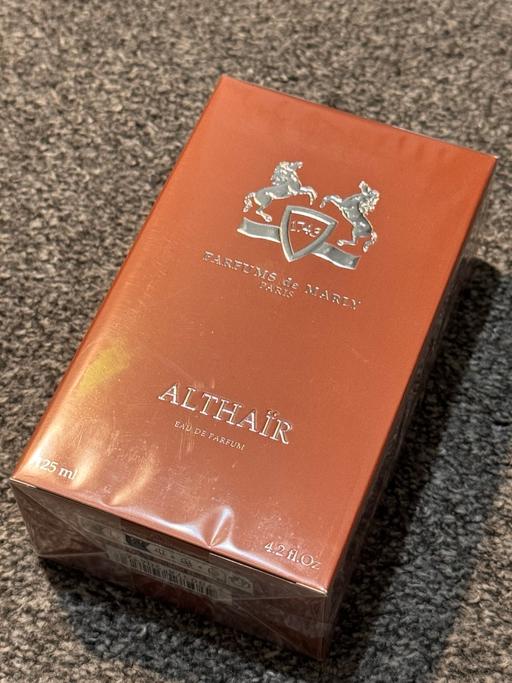 1743
PARFUMS de MARLY
PARIS
ALTHAÏR
EAU DE PARFUM
125 ml
4.2 fl.Oz